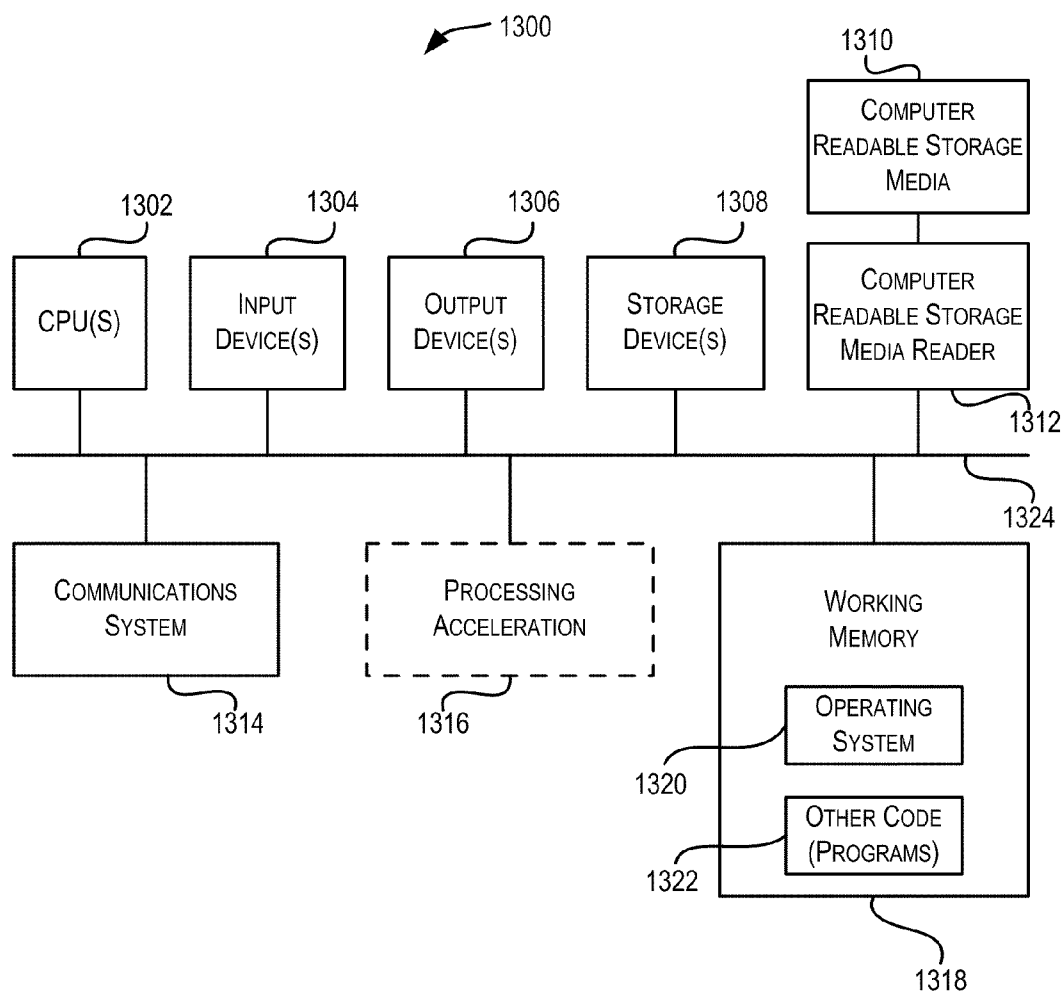 1300
1310
COMPUTER
READABLE STORAGE
MEDIA
1302
1304
1306
1308
CPU(S)
INPUT
DEVICE(S)
OUTPUT
DEVICE(S)
STORAGE
DEVICE(S)
COMPUTER
READABLE STORAGE
MEDIA READER
1312
1324
COMMUNICATIONS
SYSTEM
1314
PROCESSING
ACCELERATION
1316
WORKING
MEMORY
OPERATING
SYSTEM
1320
OTHER CODE
(PROGRAMS)
1322
1318